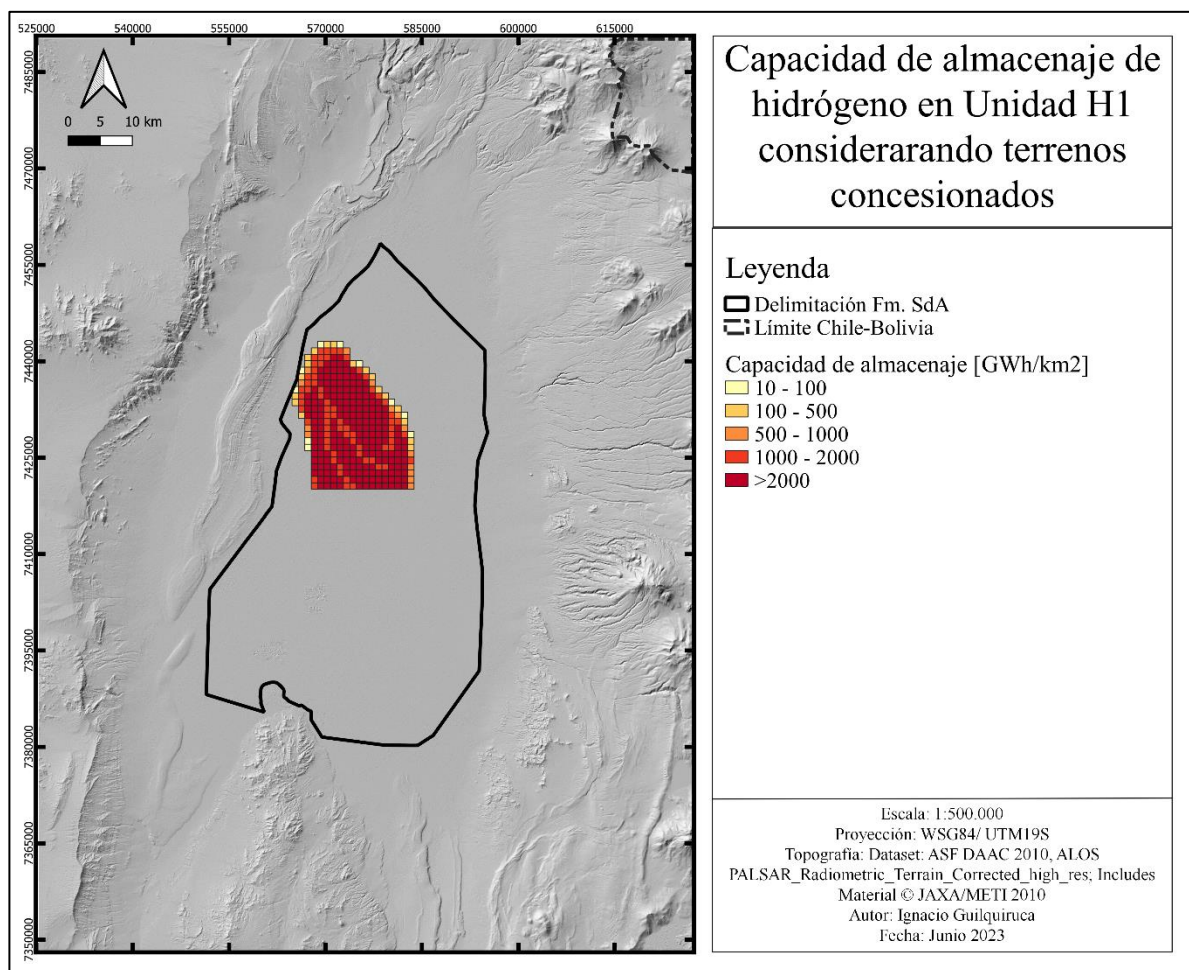 525000 540000 555000 570000 585000 600000 615000
7485000
7470000
7455000
7440000
7425000
7410000
7395000
7380000
7365000
7350000
0 5 10 km
Capacidad de almacenaje de
hidrógeno en Unidad H1
considerarando terrenos
concesionados
Leyenda
Delimitación Fm. SdA
Límite Chile-Bolivia
Capacidad de almacenaje [GWh/km2]
10 - 100
100 - 500
500 - 1000
1000 - 2000
>2000
Escala: 1:500.000
Proyección: WSG84/ UTM19S
Topografía: Dataset: ASF DAAC 2010, ALOS
PALSAR_Radiometric_Terrain_Corrected_high_res; Includes
Material © JAXA/METI 2010
Autor: Ignacio Guilquiruca
Fecha: Junio 2023